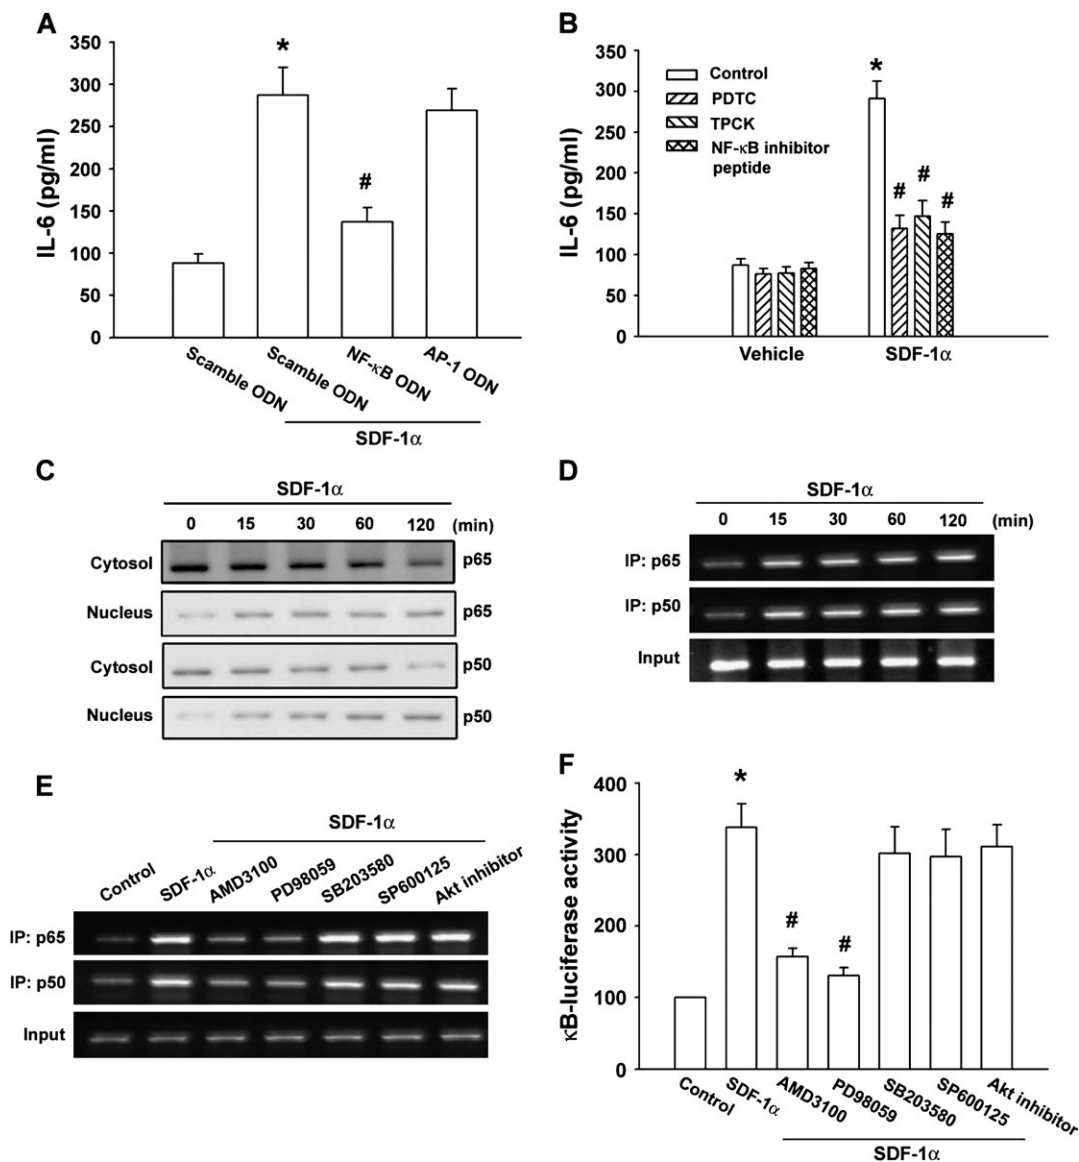 A
350
300
250
200
150
100
50
0
IL-6 (pg/ml)
*
#
Scamble ODN
Scamble ODN
NF-κB ODN
AP-1 ODN
SDF-1α
B
350
300
250
200
150
100
50
0
IL-6 (pg/ml)
Control
PDTC
TPCK
NF-κB inhibitor
peptide
*
# # #
Vehicle SDF-1α
C
SDF-1α
0 15 30 60 120 (min)
Cytosol p65
Nucleus p65
Cytosol p50
Nucleus p50
D
SDF-1α
0 15 30 60 120 (min)
IP: p65
IP: p50
Input
E
SDF-1α
Control
SDF-1α
AMD3100
PD98059
SB203580
SP600125
Akt inhibitor
IP: p65
IP: p50
Input
F
400
300
200
100
0
κB-luciferase activity
*
# #
Control
SDF-1α
AMD3100
PD98059
SB203580
SP600125
Akt inhibitor
SDF-1α